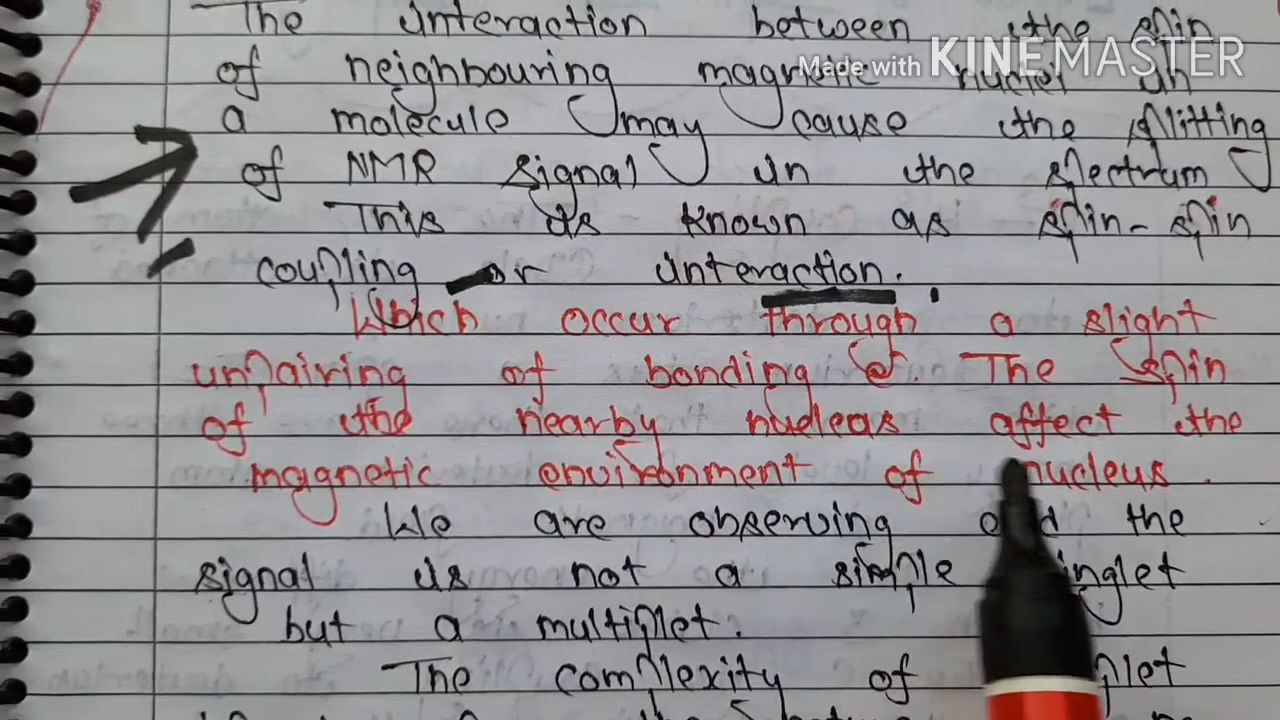 The interaction between the spin
Made with KINEMASTER
of neighbouring magnetic nuclei in
a molecule may cause the splitting
of NMR signal in the spectrum
This is known as spin-spin
coupling or interaction.
Which occur through a slight
unpairing of bonding e⁻. The spin
of the nearby nucleas affect the
magnetic environment of nucleus.
We are observing and the
signal is not a simple singlet
but a multiplet.
The complexity of